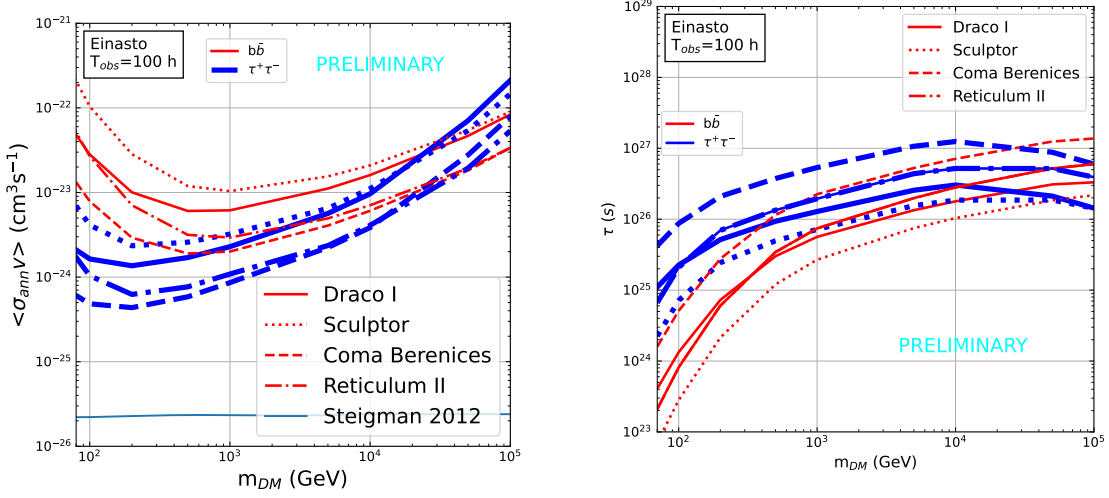 10⁻²¹
10⁻²²
10⁻²³
10⁻²⁴
10⁻²⁵
10⁻²⁶
<σₐₙₙv> (cm³s⁻¹)
Einasto
T_obs=100 h
bb̄
τ⁺τ⁻
PRELIMINARY
Draco I
Sculptor
Coma Berenices
Reticulum II
Steigman 2012
10² 10³ 10⁴ 10⁵
m_DM (GeV)
10²⁹
10²⁸
10²⁷
10²⁶
10²⁵
10²⁴
10²³
τ (s)
Einasto
T_obs=100 h
bb̄
τ⁺τ⁻
Draco I
Sculptor
Coma Berenices
Reticulum II
PRELIMINARY
10² 10³ 10⁴ 10⁵
m_DM (GeV)